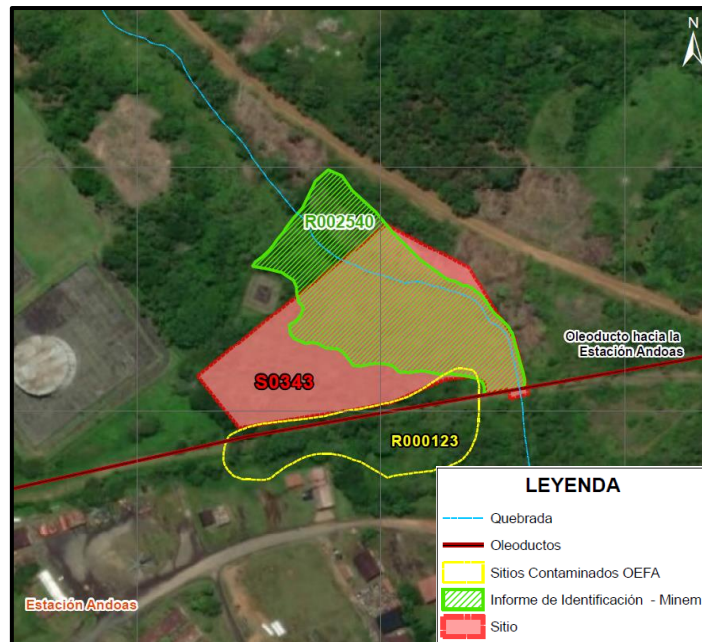 N
R002540
Oleoducto hacia la
Estación Andoas
S0343
R000123
LEYENDA
Quebrada
Oleoductos
Sitios Contaminados OEFA
Informe de Identificación - Minem
Sitio
Estación Andoas